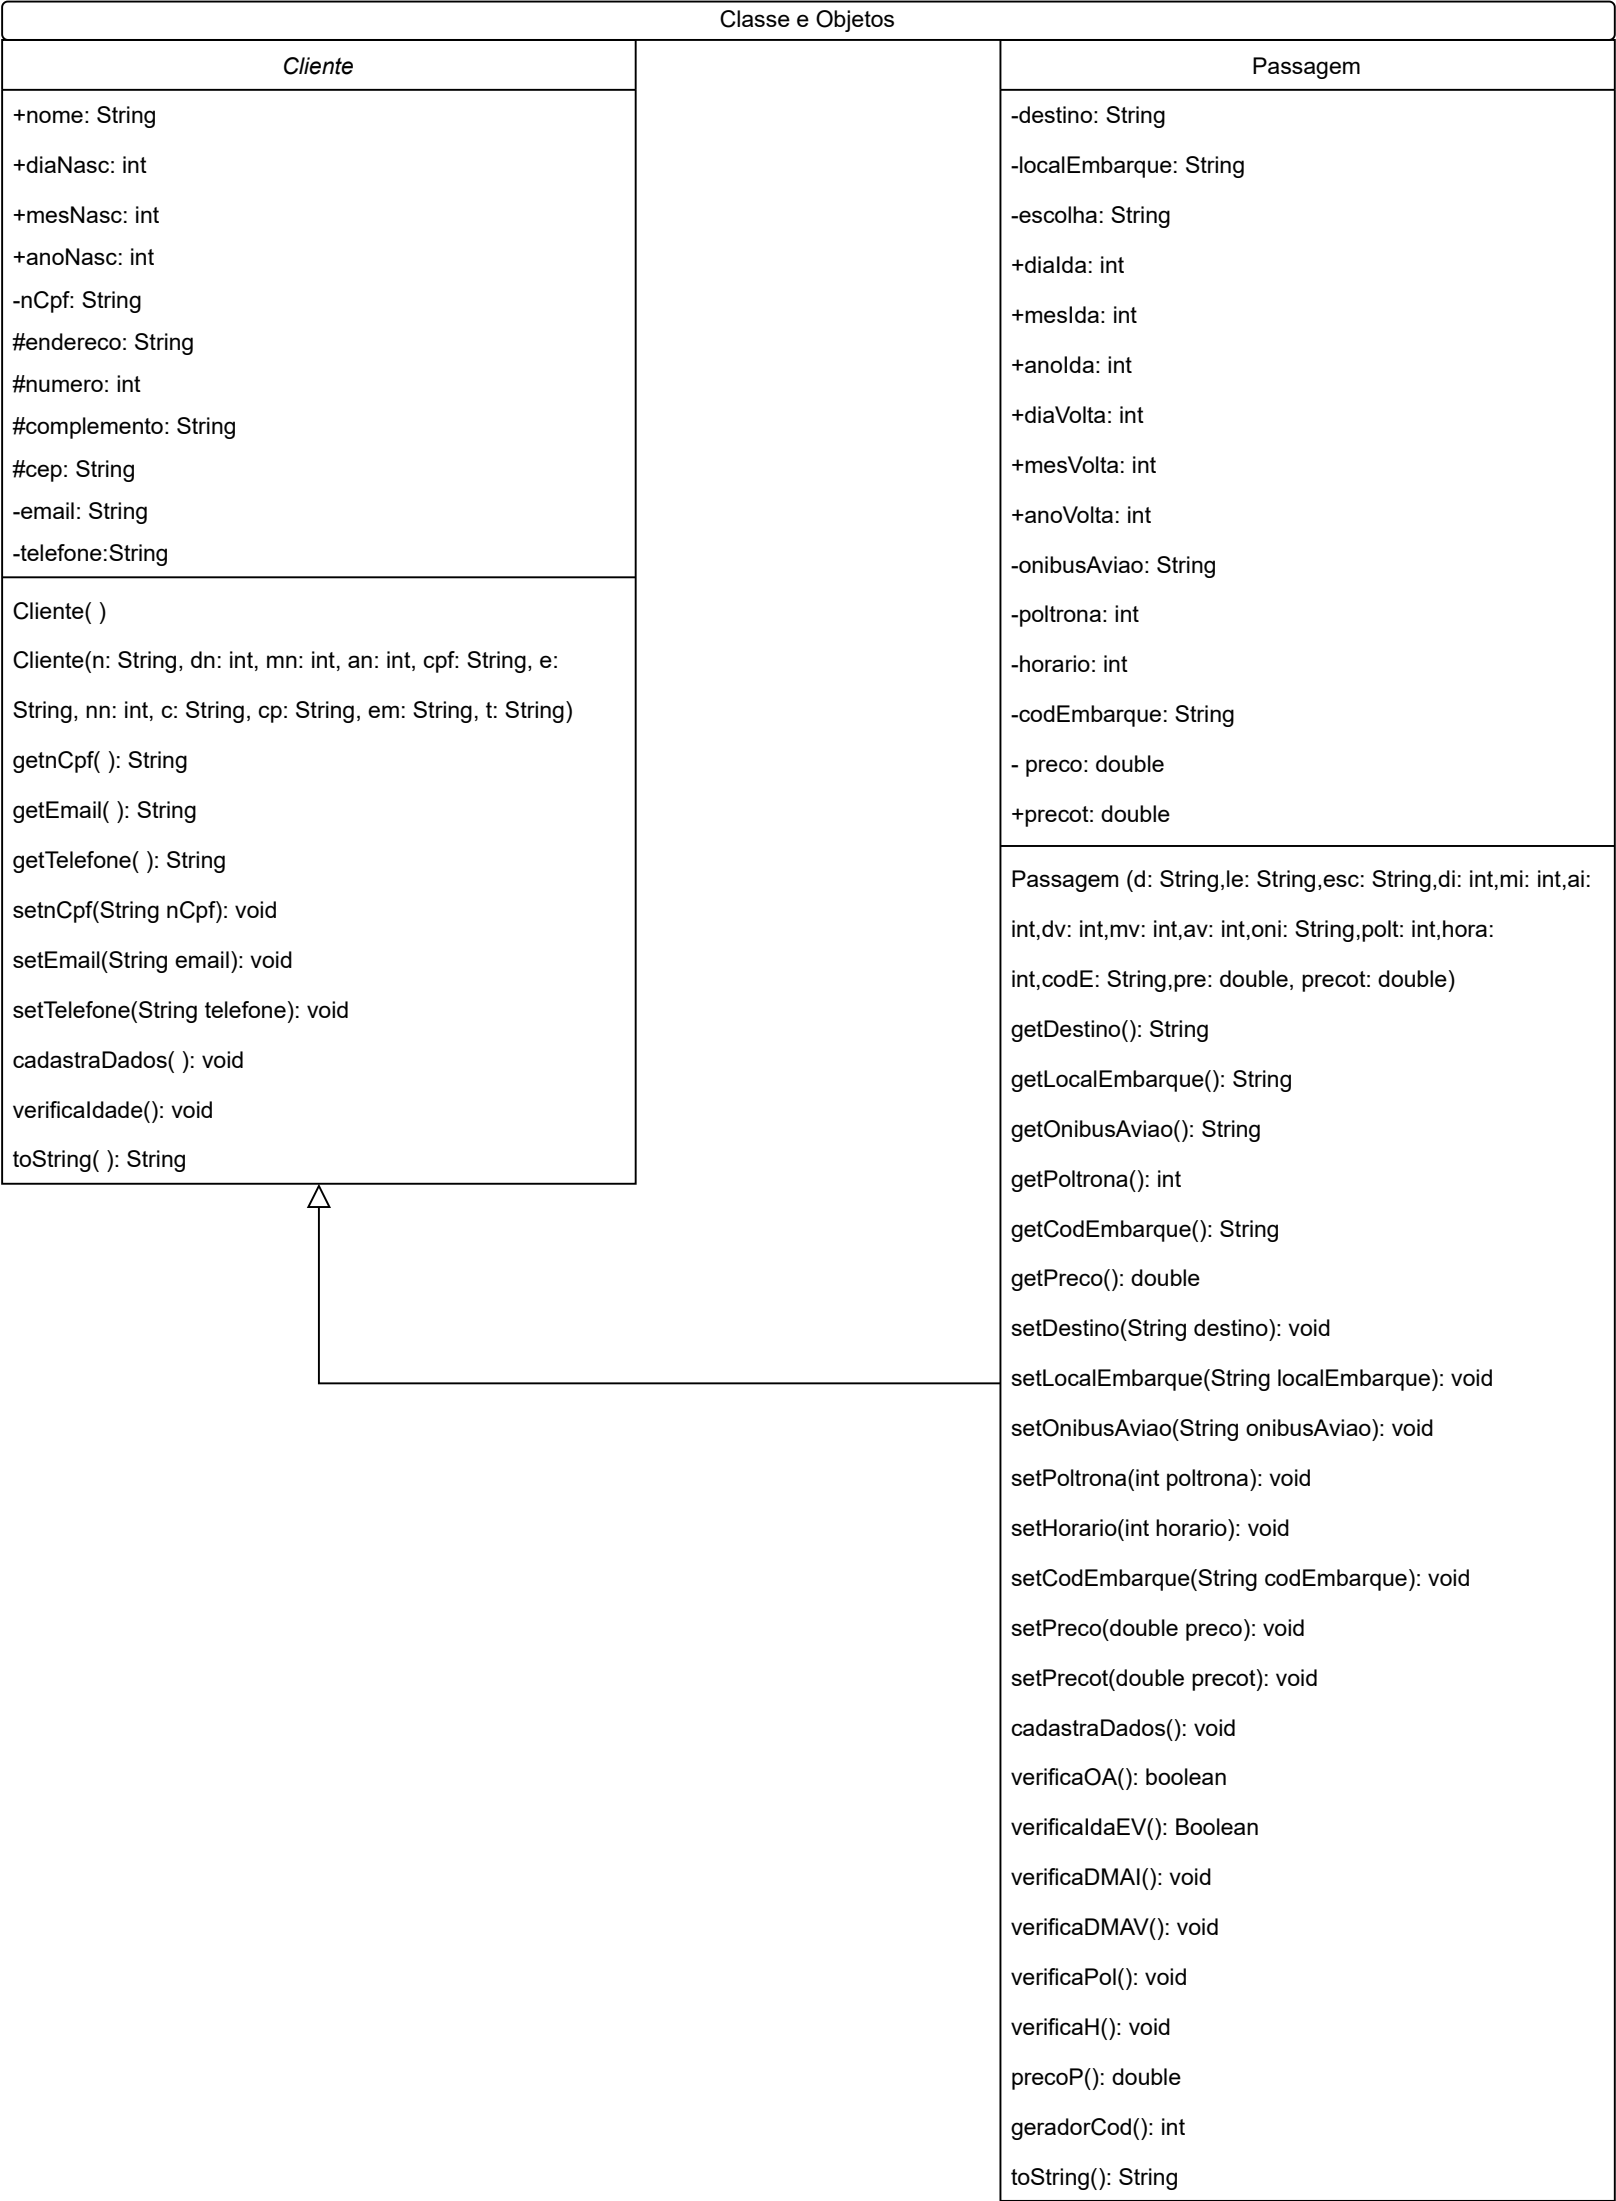 Classe e Objetos
Cliente
+nome: String
+diaNasc: int
+mesNasc: int
+anoNasc: int
-nCpf: String
#endereco: String
#numero: int
#complemento: String
#cep: String
-email: String
-telefone:String
Cliente( )
Cliente(n: String, dn: int, mn: int, an: int, cpf: String, e:
String, nn: int, c: String, cp: String, em: String, t: String)
getnCpf( ): String
getEmail( ): String
getTelefone( ): String
setnCpf(String nCpf): void
setEmail(String email): void
setTelefone(String telefone): void
cadastraDados( ): void
verificaIdade(): void
toString( ): String
Passagem
-destino: String
-localEmbarque: String
-escolha: String
+diaIda: int
+mesIda: int
+anoIda: int
+diaVolta: int
+mesVolta: int
+anoVolta: int
-onibusAviao: String
-poltrona: int
-horario: int
-codEmbarque: String
- preco: double
+precot: double
Passagem (d: String,le: String,esc: String,di: int,mi: int,ai:
int,dv: int,mv: int,av: int,oni: String,polt: int,hora:
int,codE: String,pre: double, precot: double)
getDestino(): String
getLocalEmbarque(): String
getOnibusAviao(): String
getPoltrona(): int
getCodEmbarque(): String
getPreco(): double
setDestino(String destino): void
setLocalEmbarque(String localEmbarque): void
setOnibusAviao(String onibusAviao): void
setPoltrona(int poltrona): void
setHorario(int horario): void
setCodEmbarque(String codEmbarque): void
setPreco(double preco): void
setPrecot(double precot): void
cadastraDados(): void
verificaOA(): boolean
verificaIdaEV(): Boolean
verificaDMAI(): void
verificaDMAV(): void
verificaPol(): void
verificaH(): void
precoP(): double
geradorCod(): int
toString(): String